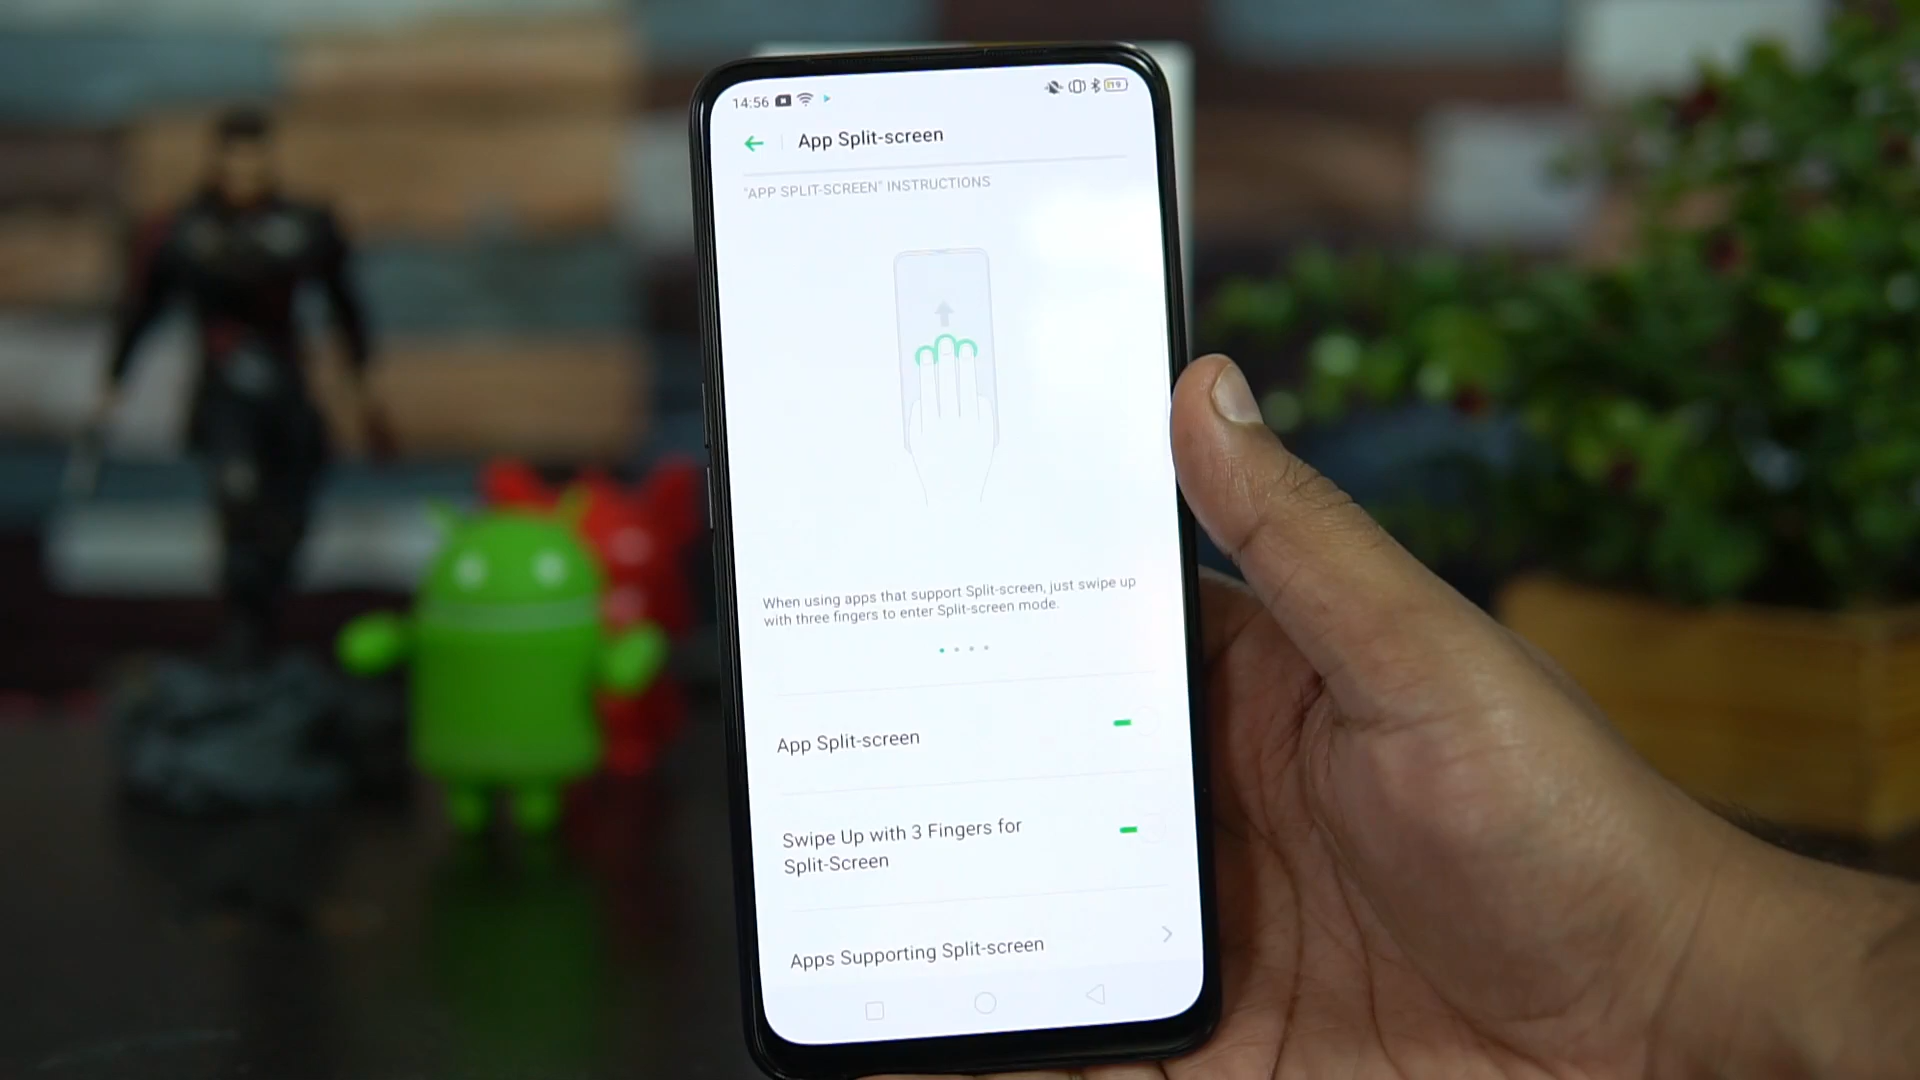 14:56
19
App Split-screen
"APP SPLIT-SCREEN" INSTRUCTIONS
When using apps that support Split-screen, just swipe up
with three fingers to enter Split-screen mode.
App Split-screen
Swipe Up with 3 Fingers for
Split-Screen
Apps Supporting Split-screen